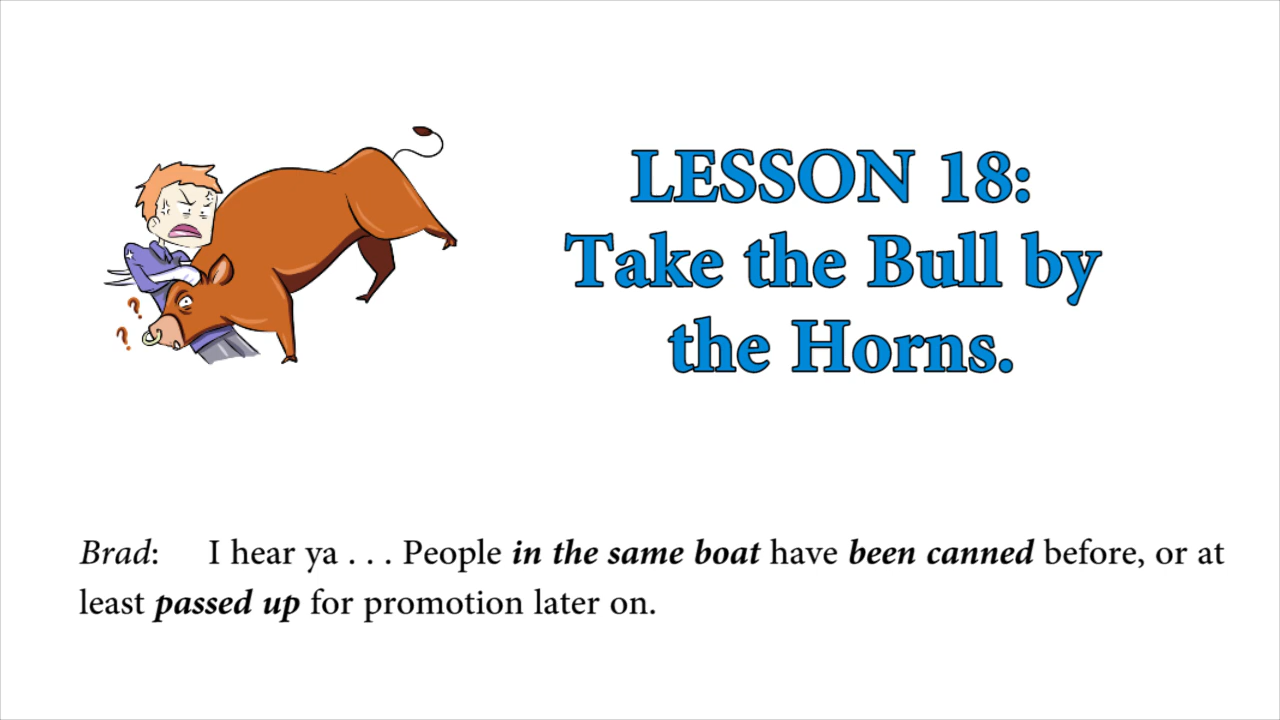 LESSON 18:
Take the Bull by
the Horns.
? ?
Brad: I hear ya . . . People in the same boat have been canned before, or at
least passed up for promotion later on.